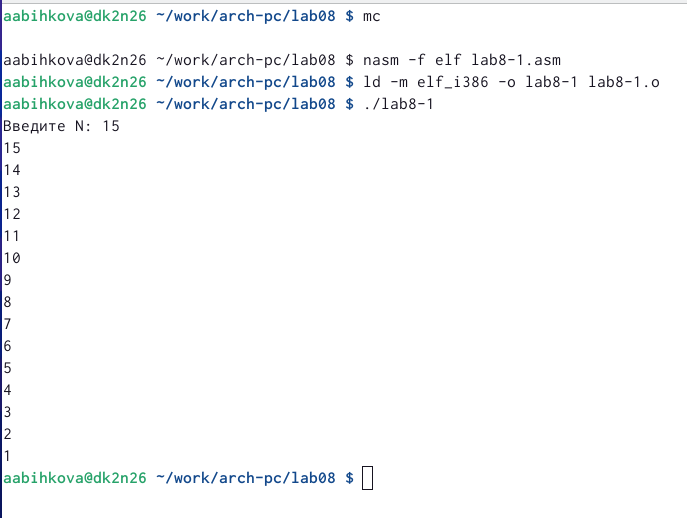 aabihkova@dk2n26 ~/work/arch-pc/lab08 $ mc
aabihkova@dk2n26 ~/work/arch-pc/lab08 $ nasm -f elf lab8-1.asm
aabihkova@dk2n26 ~/work/arch-pc/lab08 $ ld -m elf_i386 -o lab8-1 lab8-1.o
aabihkova@dk2n26 ~/work/arch-pc/lab08 $ ./lab8-1
Введите N: 15
15
14
13
12
11
10
9
8
7
6
5
4
3
2
1
aabihkova@dk2n26 ~/work/arch-pc/lab08 $